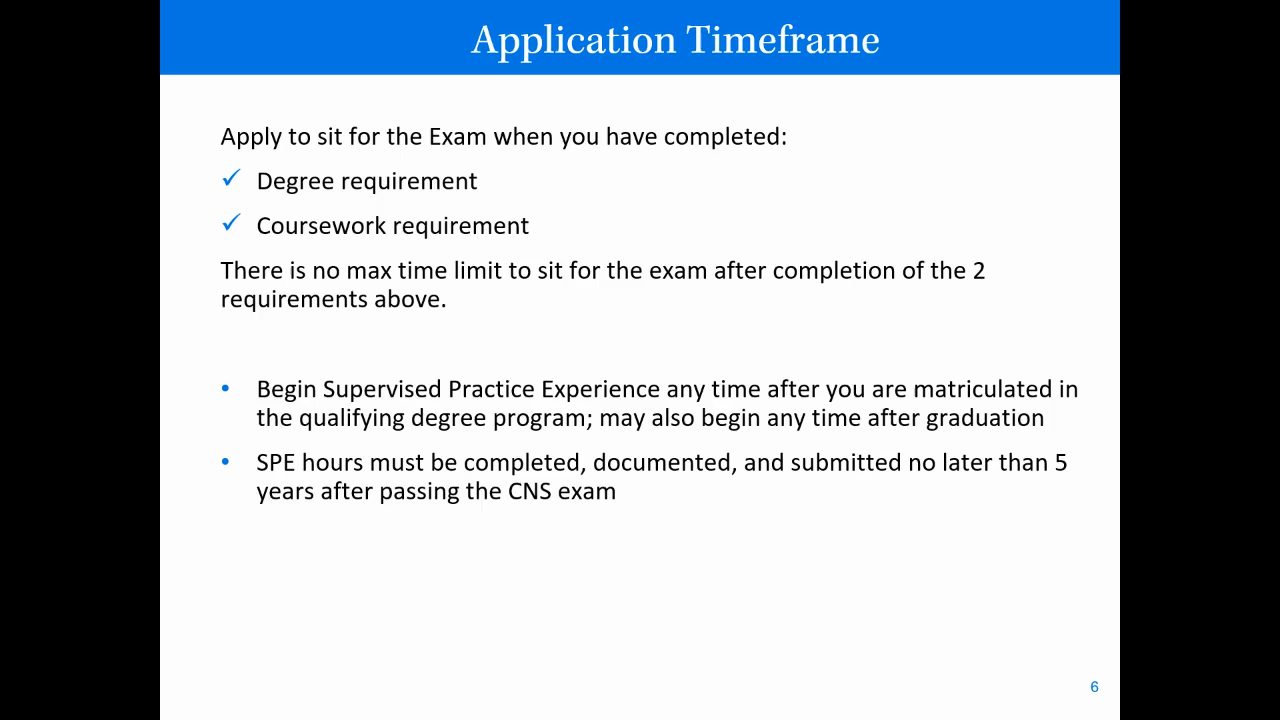 Application Timeframe
Apply to sit for the Exam when you have completed:
✓ Degree requirement
✓ Coursework requirement
There is no max time limit to sit for the exam after completion of the 2
requirements above.
• Begin Supervised Practice Experience any time after you are matriculated in
the qualifying degree program; may also begin any time after graduation
• SPE hours must be completed, documented, and submitted no later than 5
years after passing the CNS exam
6